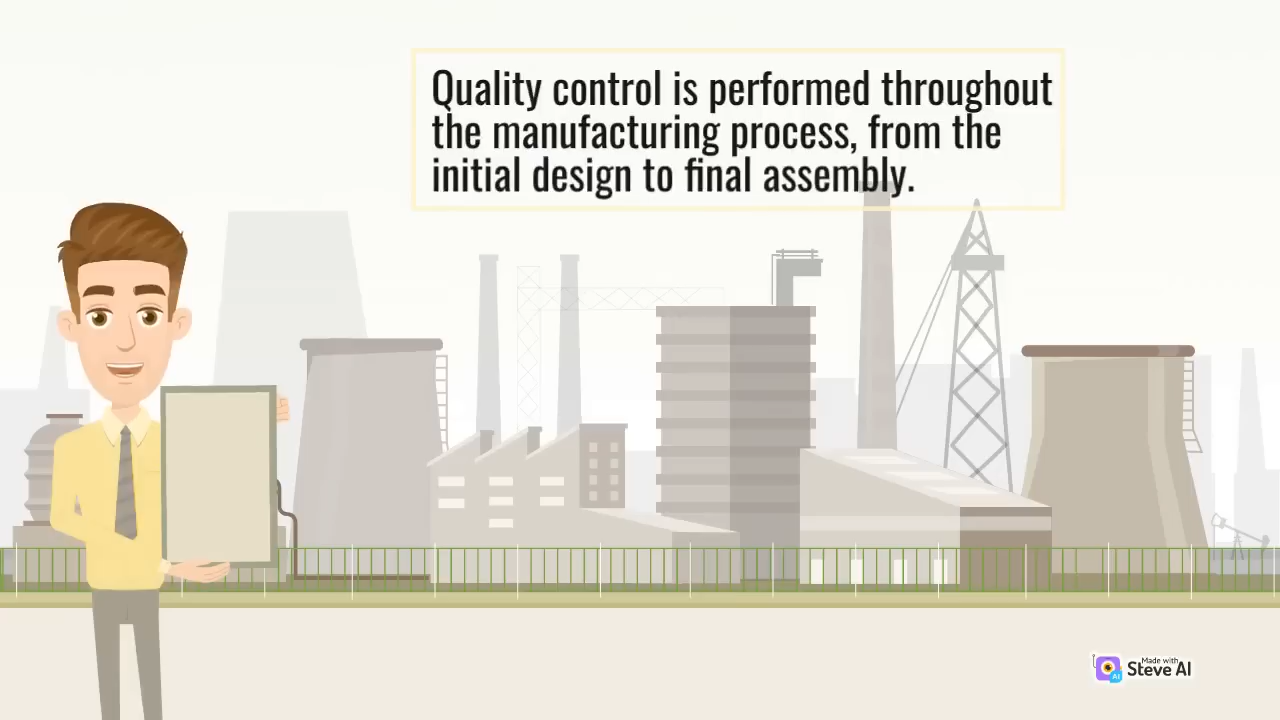 Quality control is performed throughout
the manufacturing process, from the
initial design to final assembly.
Made with
Steve AI
AI